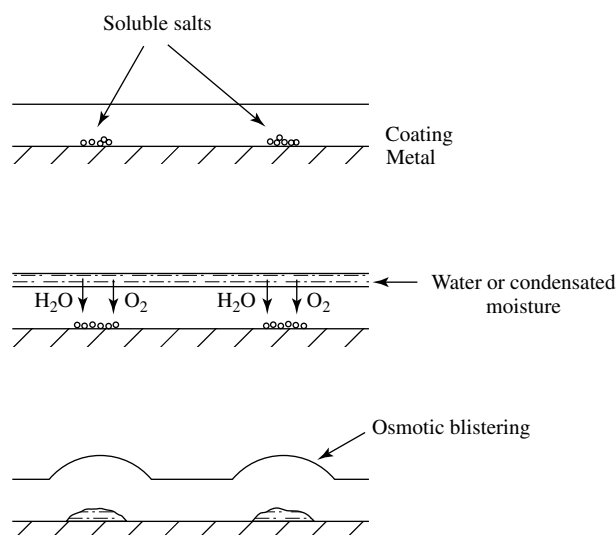 Soluble salts
Coating
Metal
H₂O O₂ H₂O O₂
Water or condensated
moisture
Osmotic blistering